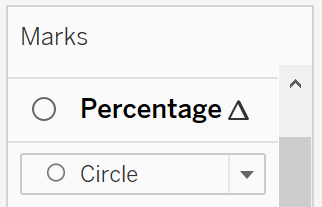 Marks
Percentage Δ
Circle